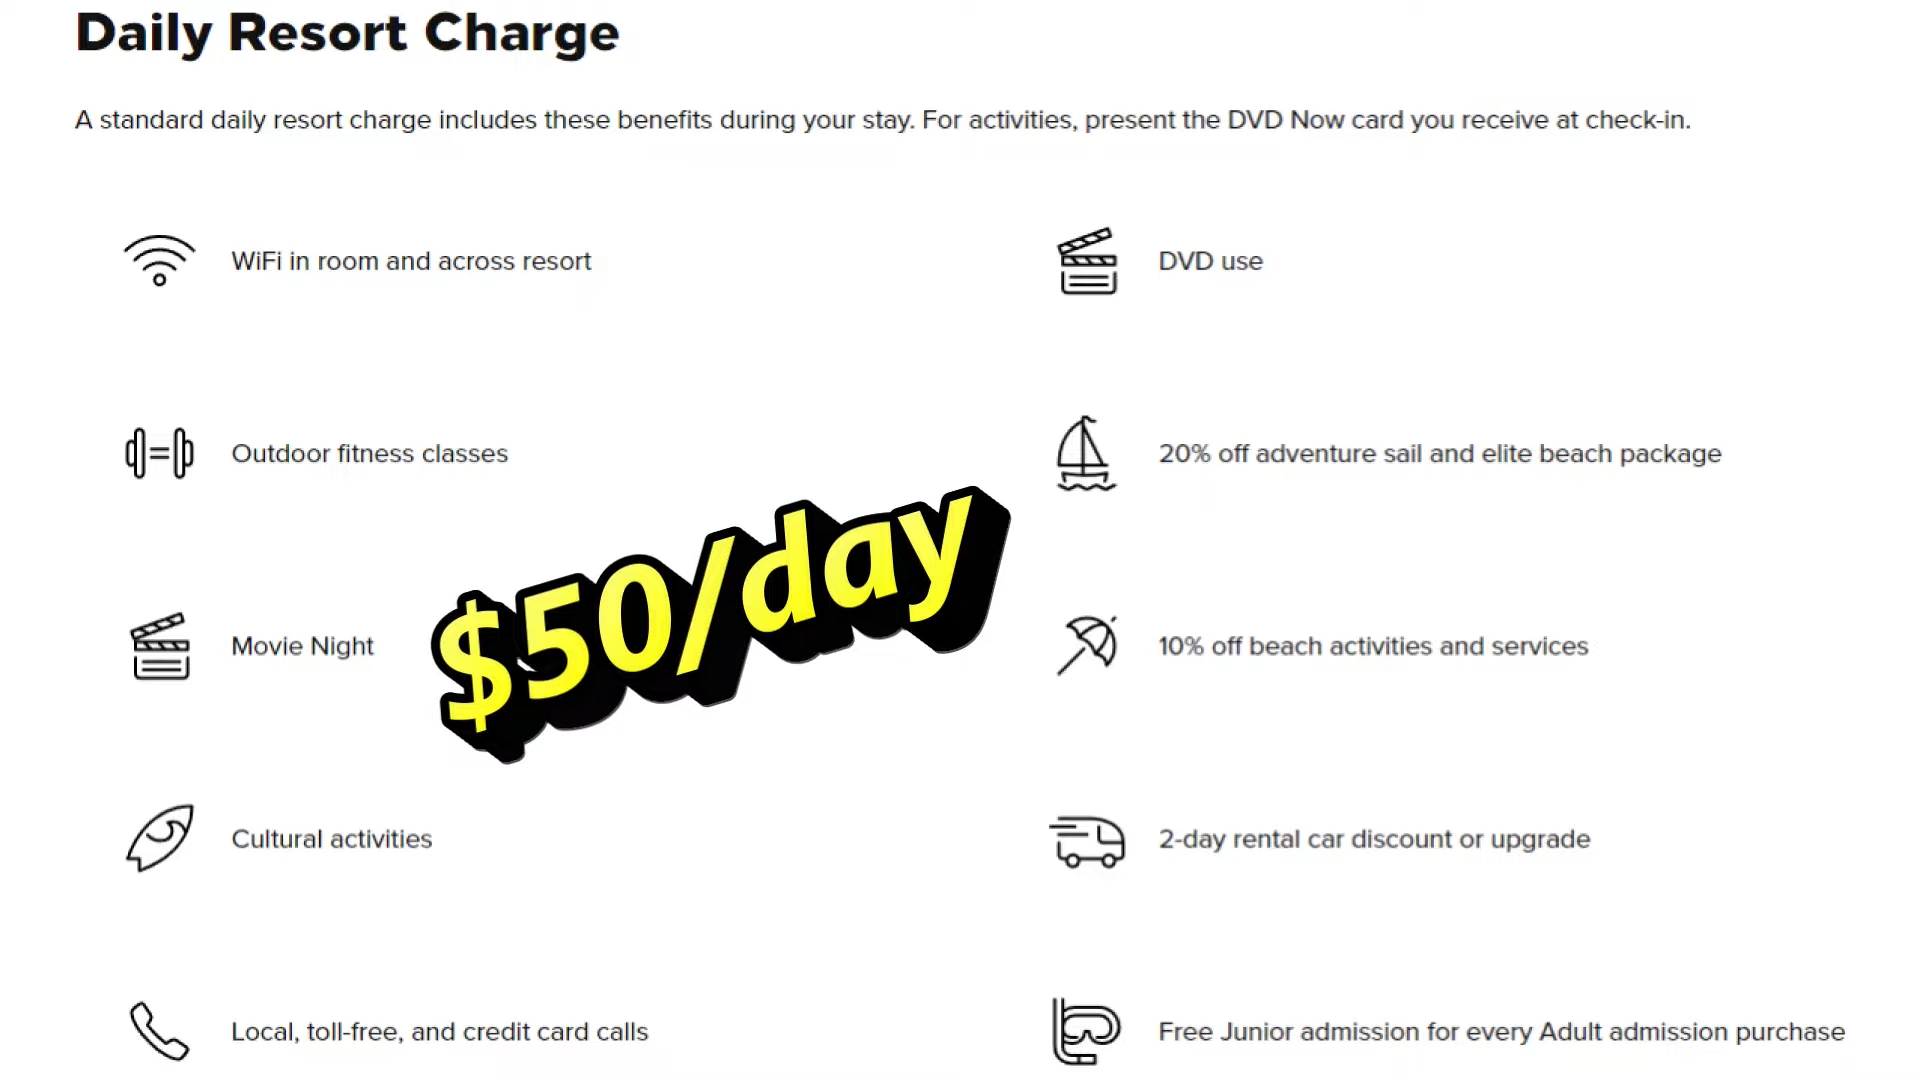 Daily Resort Charge
A standard daily resort charge includes these benefits during your stay. For activities, present the DVD Now card you receive at check-in.
WiFi in room and across resort
DVD use
Outdoor fitness classes
20% off adventure sail and elite beach package
$50/day
Movie Night
10% off beach activities and services
Cultural activities
2-day rental car discount or upgrade
Local, toll-free, and credit card calls
Free Junior admission for every Adult admission purchase